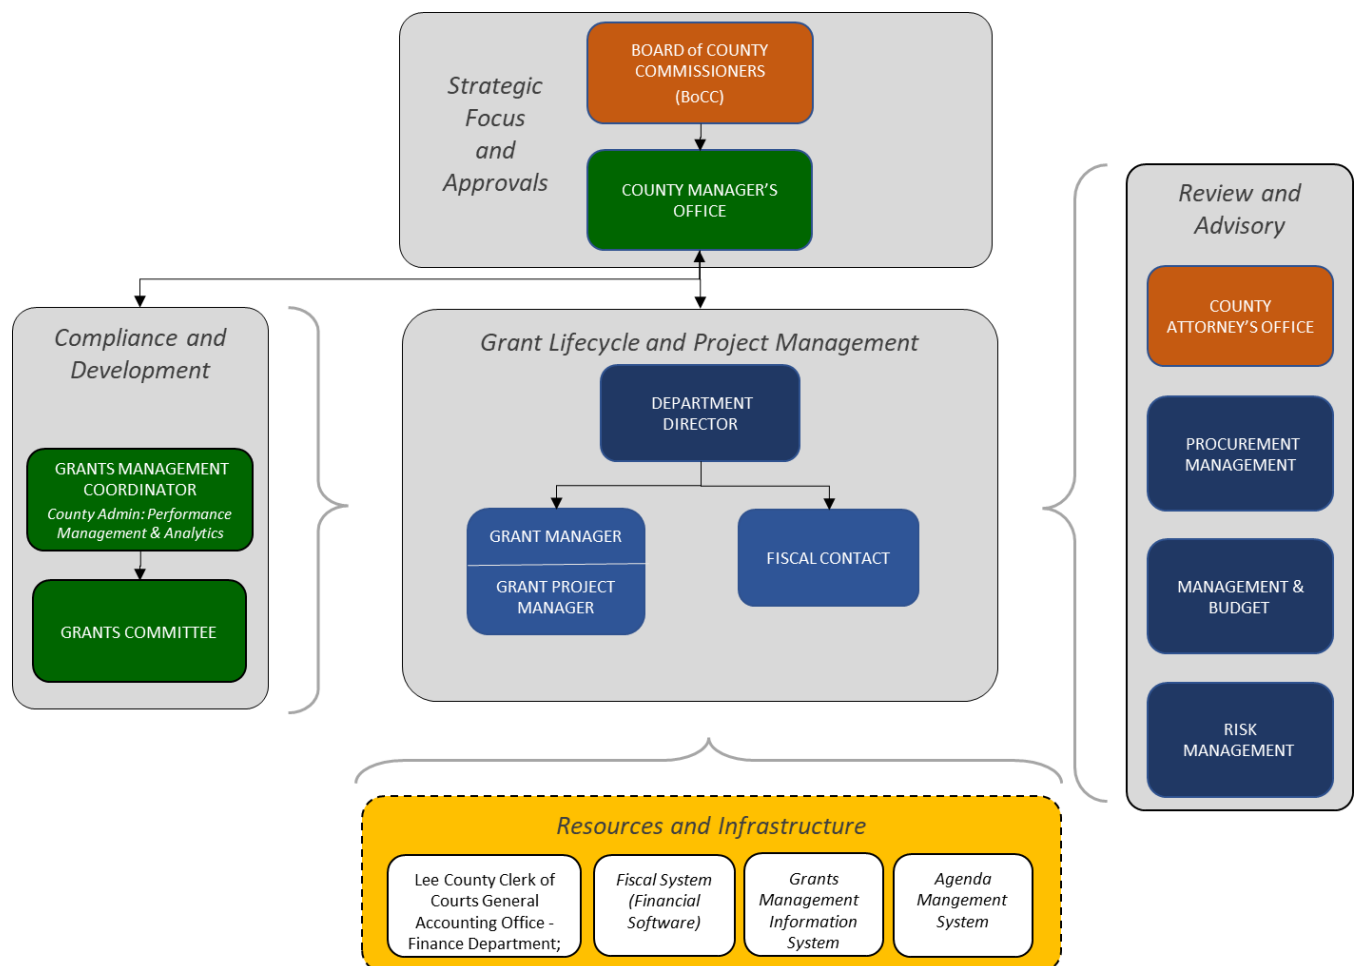 Strategic
Focus
and
Approvals
BOARD of COUNTY
COMMISSIONERS
(BoCC)
COUNTY MANAGER'S
OFFICE
Compliance and
Development
GRANTS MANAGEMENT
COORDINATOR
County Admin: Performance
Management & Analytics
GRANTS COMMITTEE
Grant Lifecycle and Project Management
DEPARTMENT
DIRECTOR
GRANT MANAGER
GRANT PROJECT
MANAGER
FISCAL CONTACT
Review and
Advisory
COUNTY
ATTORNEY'S OFFICE
PROCUREMENT
MANAGEMENT
MANAGEMENT &
BUDGET
RISK
MANAGEMENT
Resources and Infrastructure
Lee County Clerk of
Courts General
Accounting Office -
Finance Department;
Fiscal System
(Financial
Software)
Grants
Management
Information
System
Agenda
Mangement
System